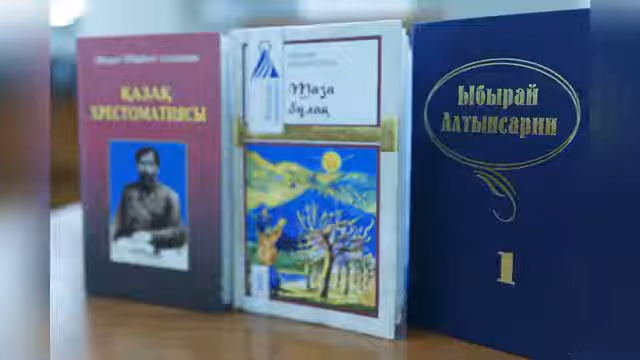 ҚАЗАҚ
ХРЕСТОМАТИЯСЫ
Таза
бұлақ
Ыбырай
Алтынсарин
1